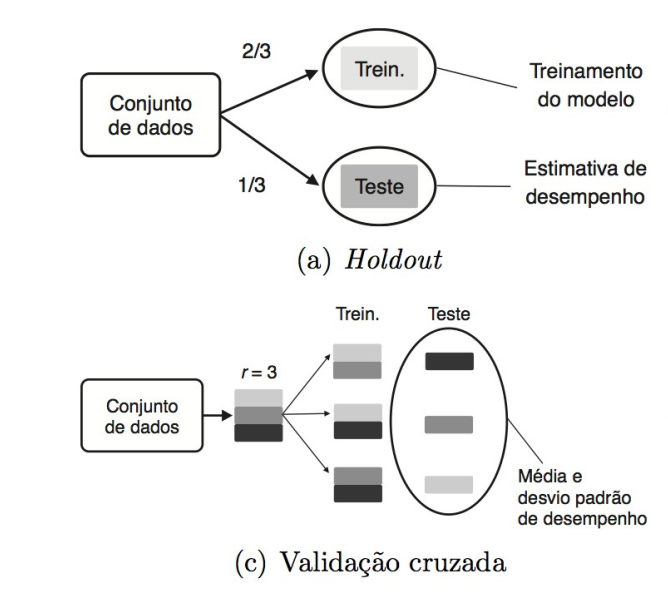 2/3
Trein.
Treinamento
do modelo
Conjunto
de dados
1/3
Teste
Estimativa de
desempenho
(a) Holdout
Trein.
Teste
r = 3
Conjunto
de dados
Média e
desvio padrão
de desempenho
(c) Validação cruzada